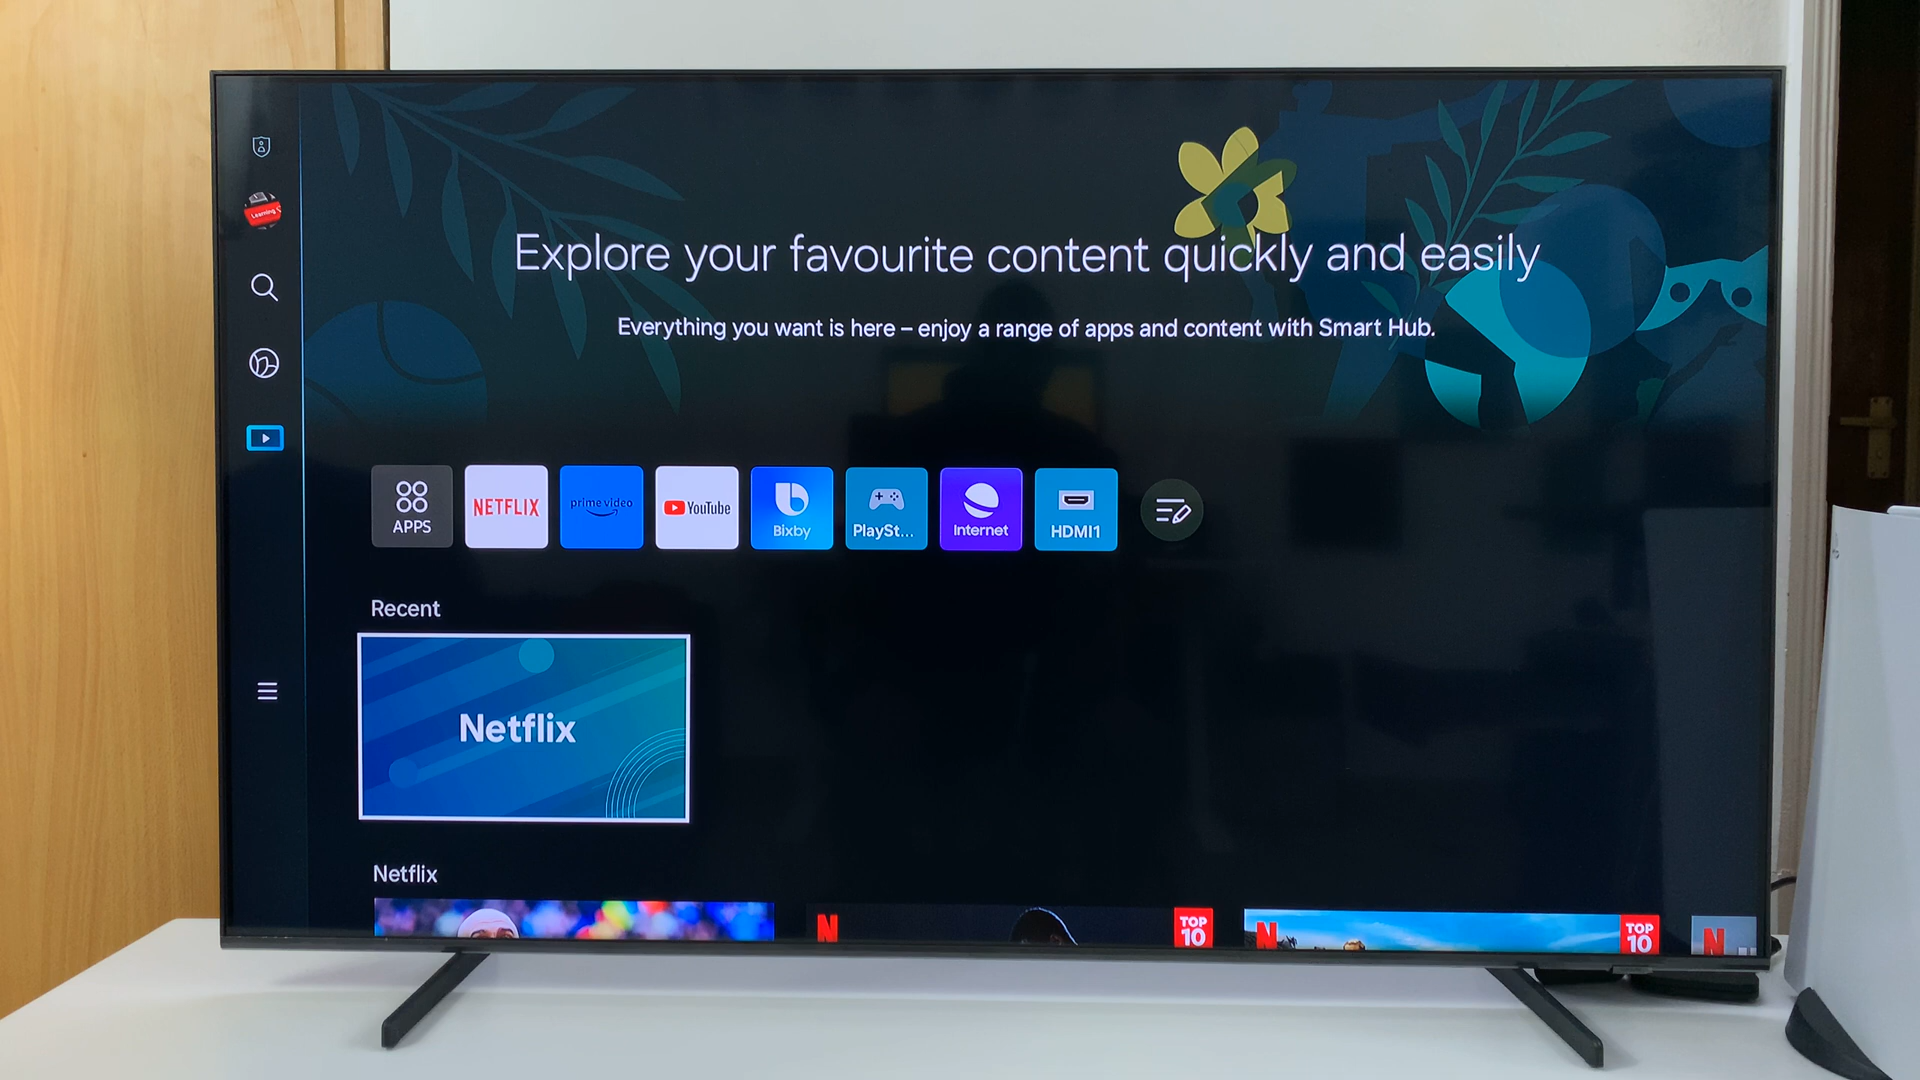 Learning
Explore your favourite content quickly and easily
Everything you want is here – enjoy a range of apps and content with Smart Hub.
APPS
NETFLIX
prime video
YouTube
Bixby
PlaySt...
Internet
HDMI1
Recent
Netflix
Netflix
N
TOP
10
N
TOP
10
N